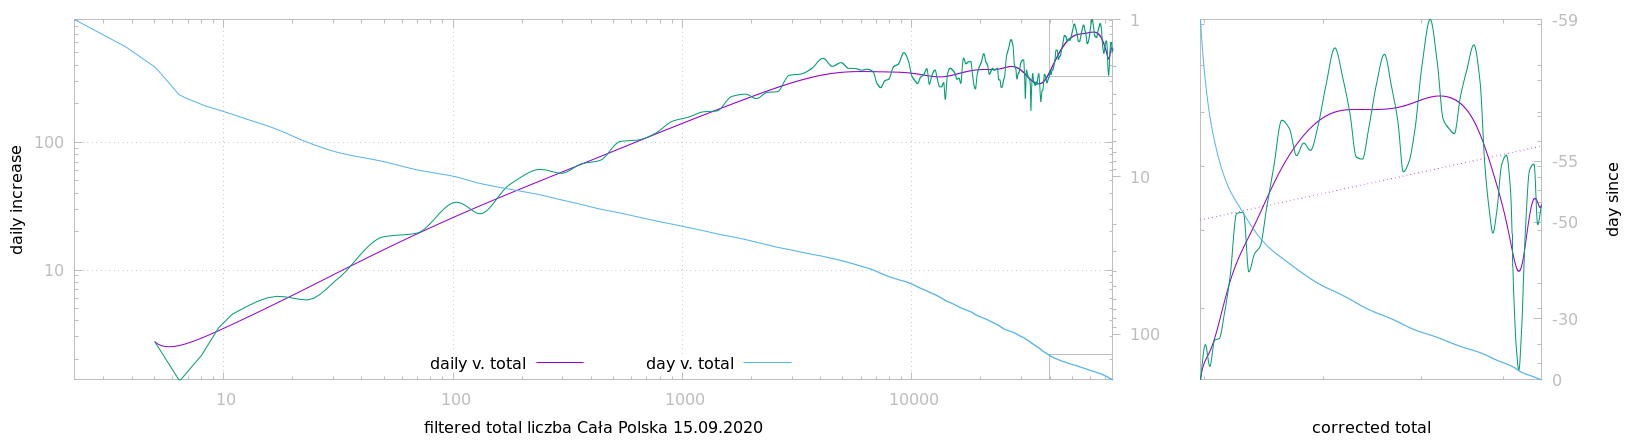 daily increase
100
10
10
100
1000
10000
1
10
100
daily v. total
day v. total
filtered total liczba Cała Polska 15.09.2020
-59
-55
-50
-30
0
day since
corrected total